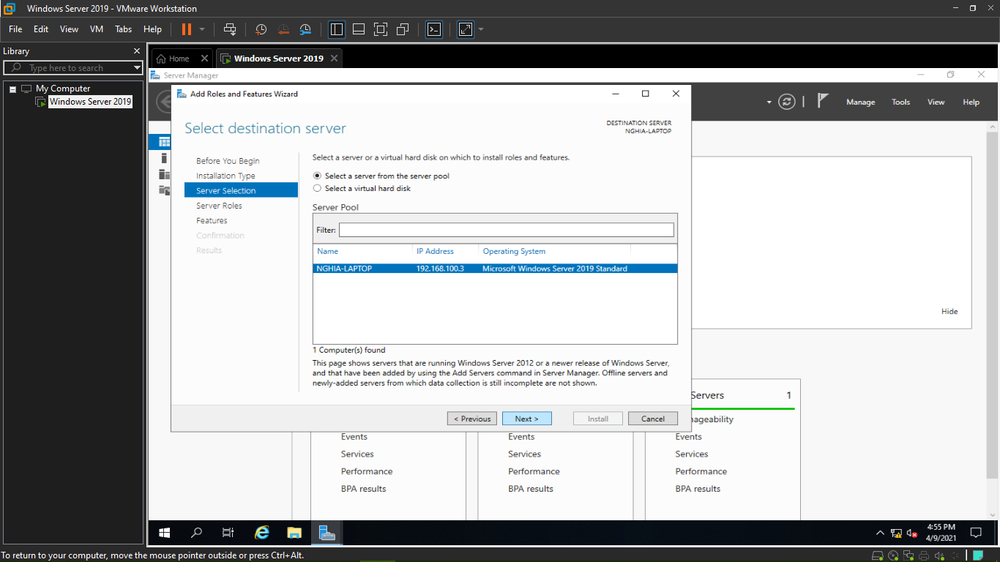 Windows Server 2019 - VMware Workstation
File Edit View VM Tabs Help
Library
Type here to search
My Computer
Windows Server 2019
Home
Windows Server 2019
Server Manager
Manage Tools View Help
Add Roles and Features Wizard
Select destination server
DESTINATION SERVER
NGHIA-LAPTOP
Before You Begin
Installation Type
Server Selection
Server Roles
Features
Confirmation
Results
Select a server or a virtual hard disk on which to install roles and features.
Select a server from the server pool
Select a virtual hard disk
Server Pool
Filter:
Name IP Address Operating System
NGHIA-LAPTOP 192.168.100.3 Microsoft Windows Server 2019 Standard
1 Computer(s) found
This page shows servers that are running Windows Server 2012 or a newer release of Windows Server,
and that have been added by using the Add Servers command in Server Manager. Offline servers and
newly-added servers from which data collection is still incomplete are not shown.
< Previous Next > Install Cancel
Hide
Servers 1
Events
Services
Performance
BPA results
Events
Services
Performance
BPA results
nageability
Events
Services
Performance
BPA results
4:55 PM
4/9/2021
To return to your computer, move the mouse pointer outside or press Ctrl+Alt.